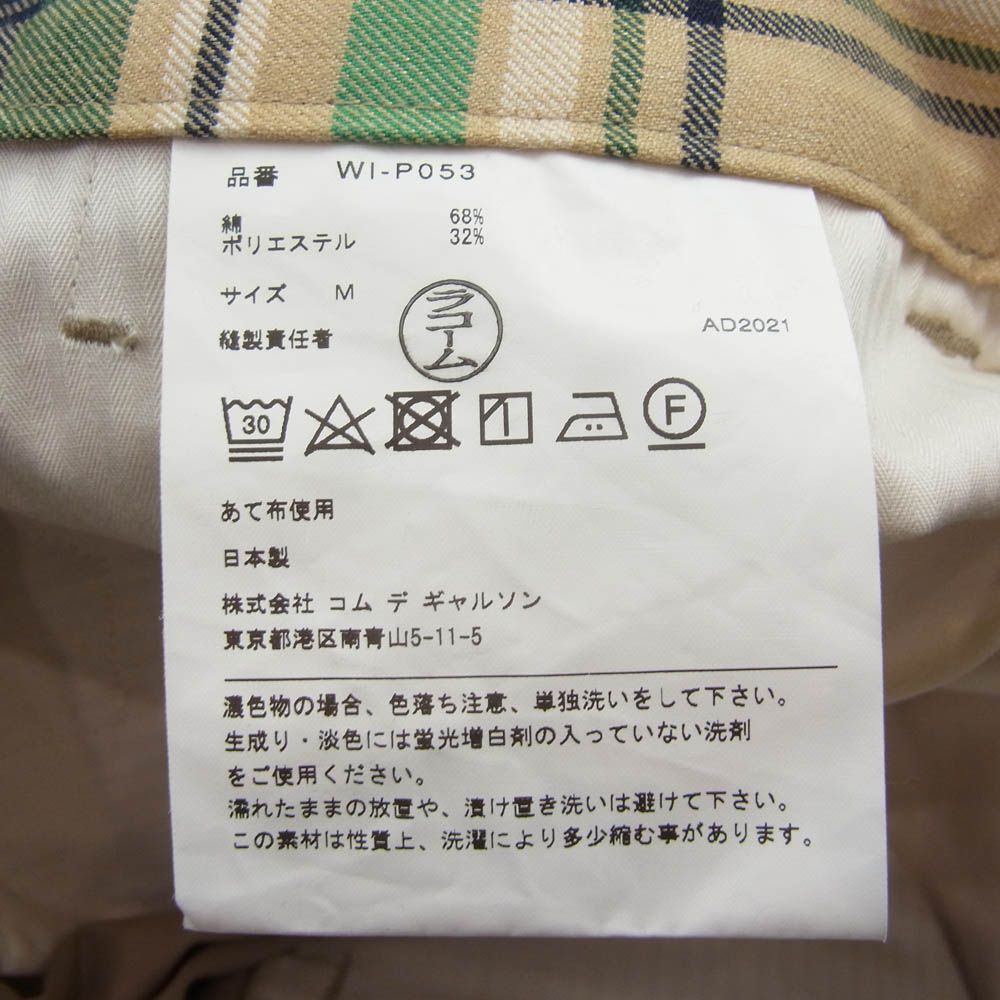 品番 WI-P053
綿 68%
ポリエステル 32%
サイズ M
縫製責任者
ラコーム
AD2021
30
F
あて布使用
日本製
株式会社 コム デ ギャルソン
東京都港区南青山5-11-5
濃色物の場合、色落ち注意、単独洗いをして下さい。
生成り・淡色には蛍光増白剤の入っていない洗剤
をご使用ください。
濡れたままの放置や、漬け置き洗いは避けて下さい。
この素材は性質上、洗濯により多少縮む事があります。